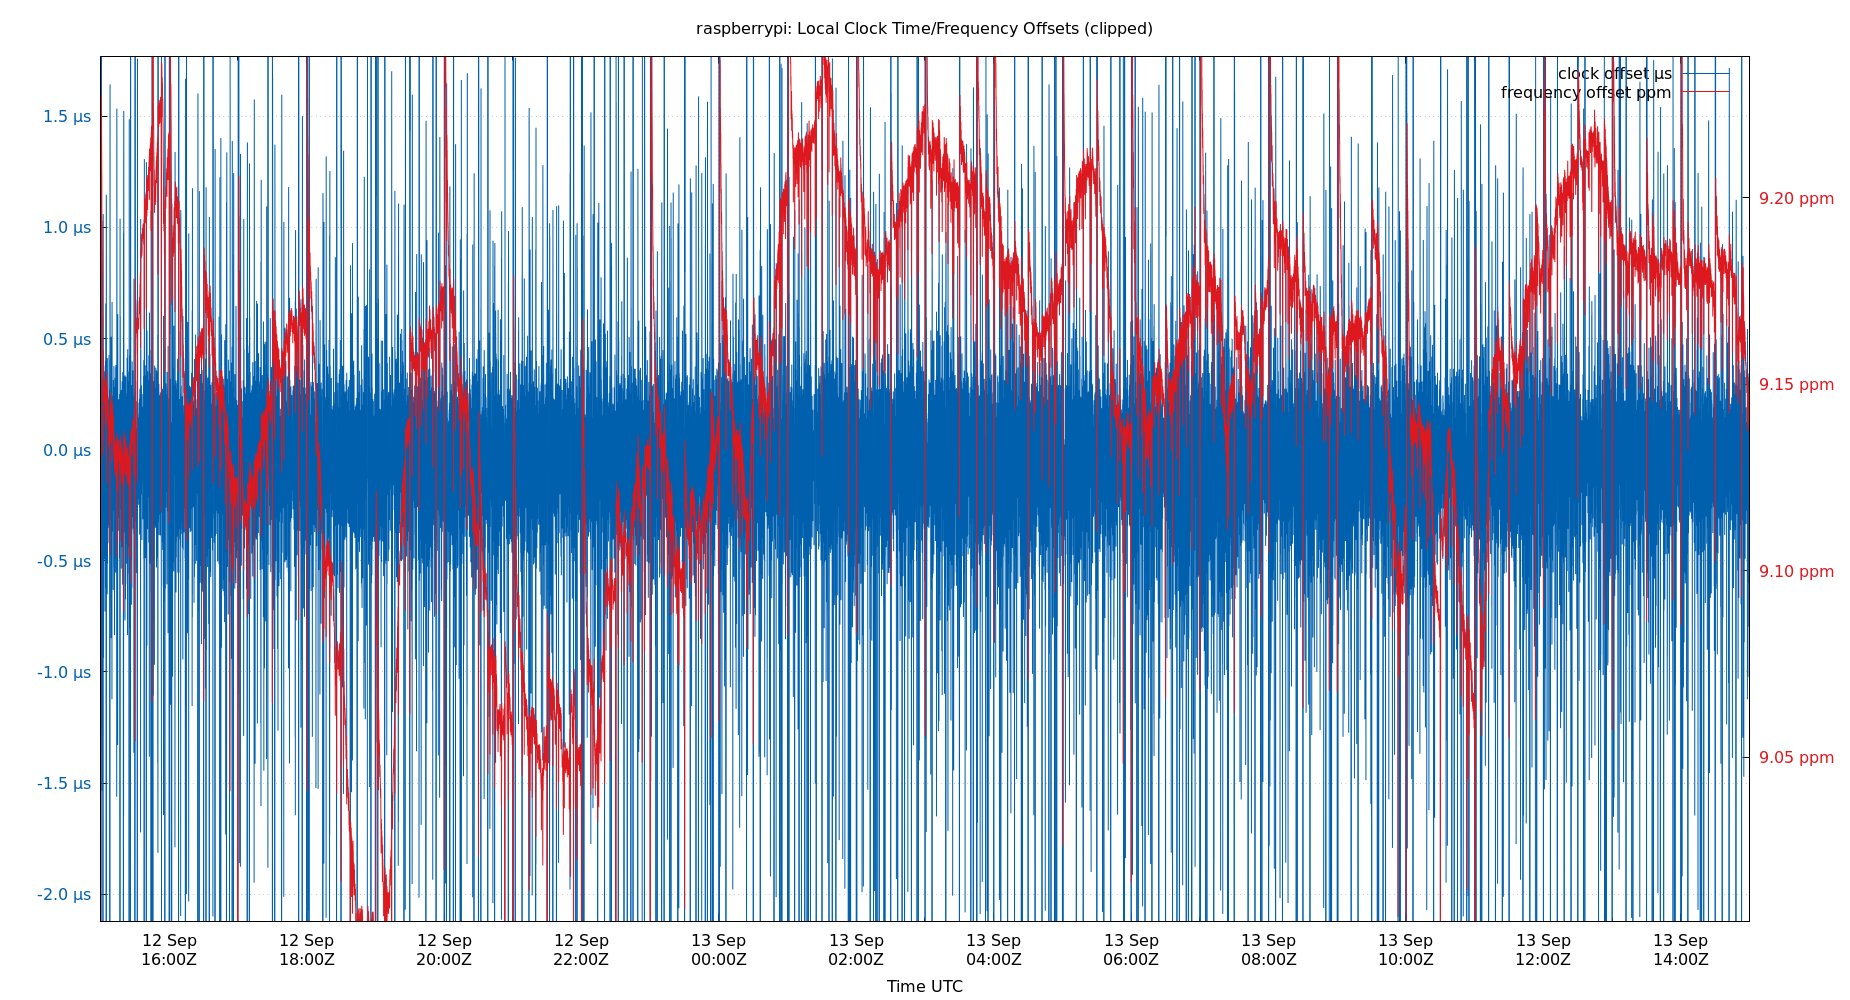 raspberrypi: Local Clock Time/Frequency Offsets (clipped)
clock offset µs
frequency offset ppm
1.5 µs
1.0 µs
0.5 µs
0.0 µs
-0.5 µs
-1.0 µs
-1.5 µs
-2.0 µs
9.20 ppm
9.15 ppm
9.10 ppm
9.05 ppm
12 Sep 12 Sep 12 Sep 12 Sep 13 Sep 13 Sep 13 Sep 13 Sep 13 Sep 13 Sep 13 Sep 13 Sep
16:00Z 18:00Z 20:00Z 22:00Z 00:00Z 02:00Z 04:00Z 06:00Z 08:00Z 10:00Z 12:00Z 14:00Z
Time UTC